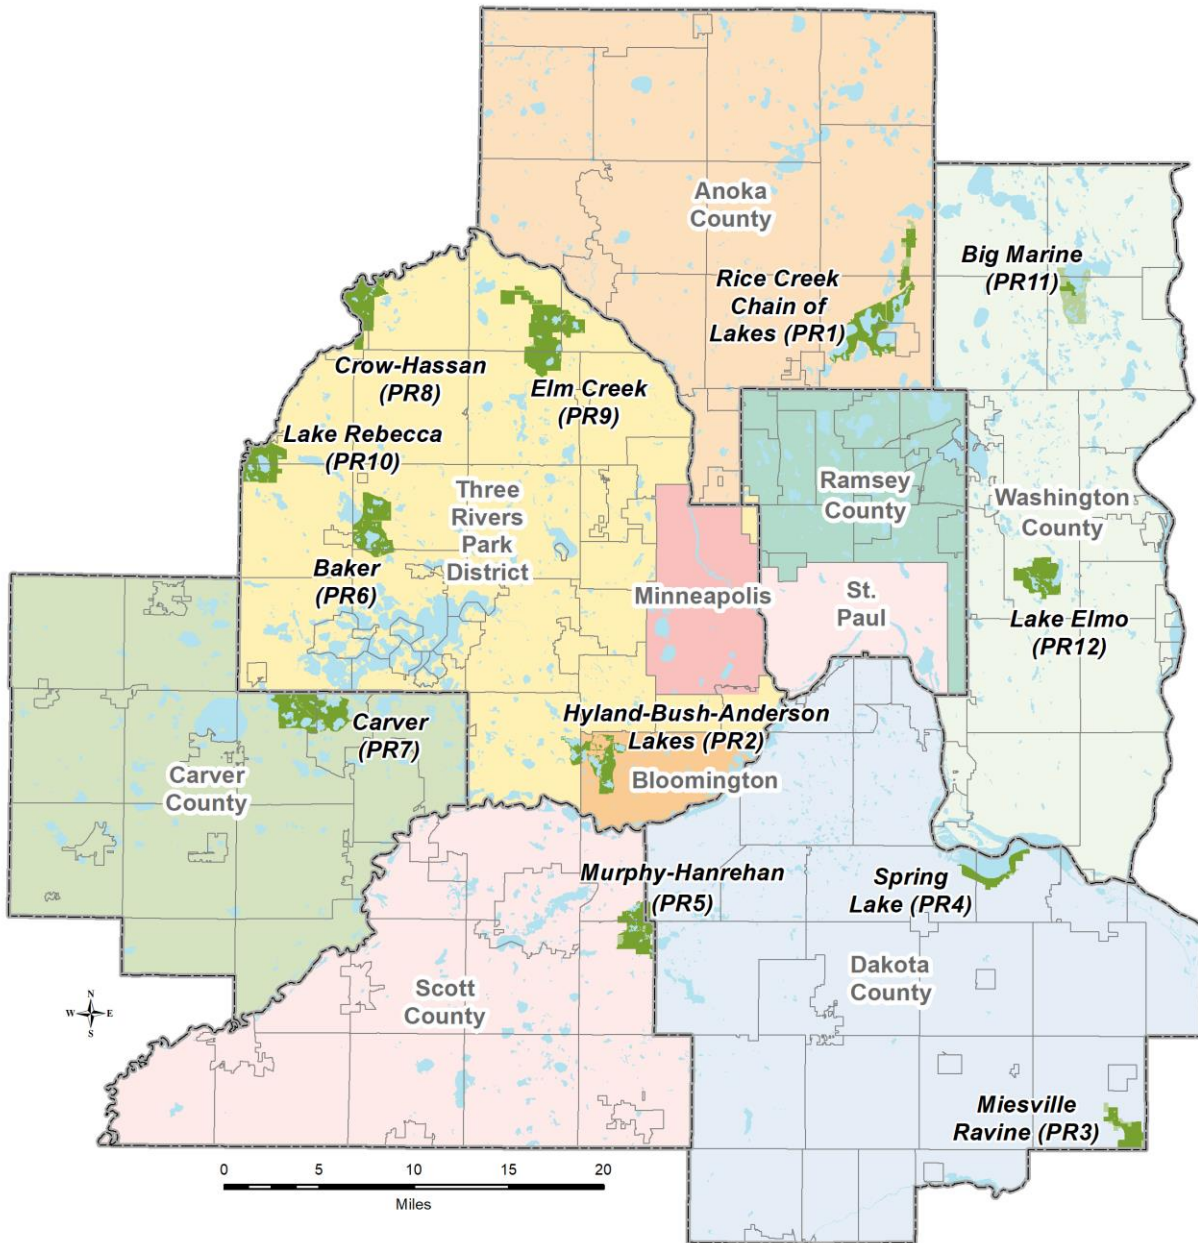 Anoka
County
Big Marine
(PR11)
Rice Creek
Chain of
Lakes (PR1)
Crow-Hassan
(PR8)
Elm Creek
(PR9)
Lake Rebecca
(PR10)
Three
Rivers
Park
District
Ramsey
County
Washington
County
Baker
(PR6)
Minneapolis
St.
Paul
Lake Elmo
(PR12)
Carver
(PR7)
Hyland-Bush-Anderson
Lakes (PR2)
Bloomington
Carver
County
Murphy-Hanrehan
(PR5)
Spring
Lake (PR4)
Scott
County
Dakota
County
N
W E
S
Miesville
Ravine (PR3)
0 5 10 15 20
Miles